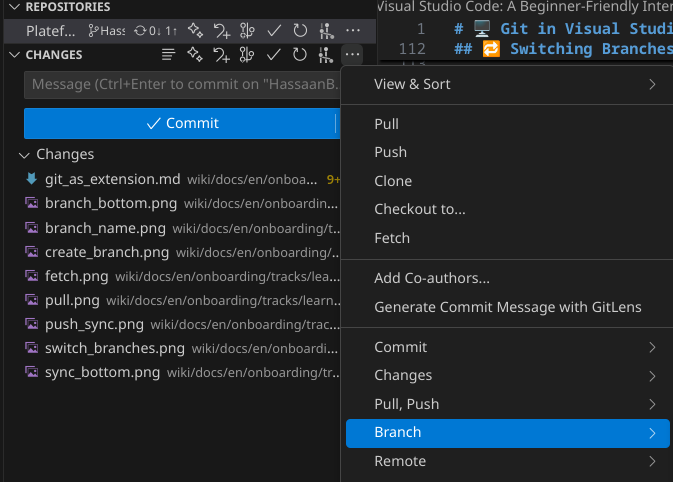 REPOSITORIES
Platef... Hass 0↓ 1↑ ...
CHANGES ...
Message (Ctrl+Enter to commit on "HassaanB...
Commit
Changes
git_as_extension.md wiki/docs/en/onboa... 9+
branch_bottom.png wiki/docs/en/onboardin...
branch_name.png wiki/docs/en/onboarding/t...
create_branch.png wiki/docs/en/onboarding/...
fetch.png wiki/docs/en/onboarding/tracks/lea...
pull.png wiki/docs/en/onboarding/tracks/learn...
push_sync.png wiki/docs/en/onboarding/trac...
switch_branches.png wiki/docs/en/onboardi...
sync_bottom.png wiki/docs/en/onboarding/tr...
Visual Studio Code: A Beginner-Friendly Inter
1 # 🖥️ Git in Visual Studi
112 ## 🔁 Switching Branches
View & Sort
Pull
Push
Clone
Checkout to...
Fetch
Add Co-authors...
Generate Commit Message with GitLens
Commit
Changes
Pull, Push
Branch
Remote